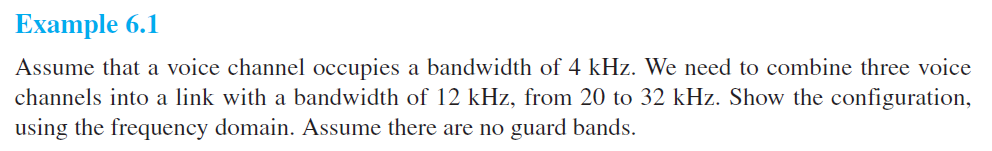 Example 6.1
Assume that a voice channel occupies a bandwidth of 4 kHz. We need to combine three voice
channels into a link with a bandwidth of 12 kHz, from 20 to 32 kHz. Show the configuration,
using the frequency domain. Assume there are no guard bands.